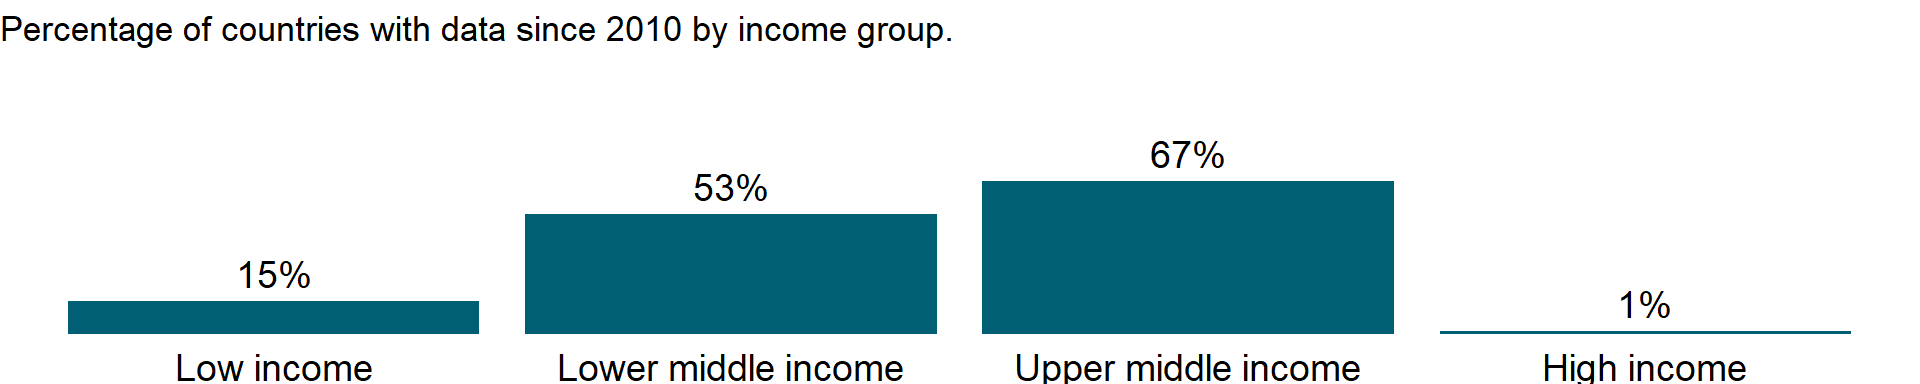 Percentage of countries with data since 2010 by income group.
67%
53%
15%
1%
Low income
Lower middle income
Upper middle income
High income